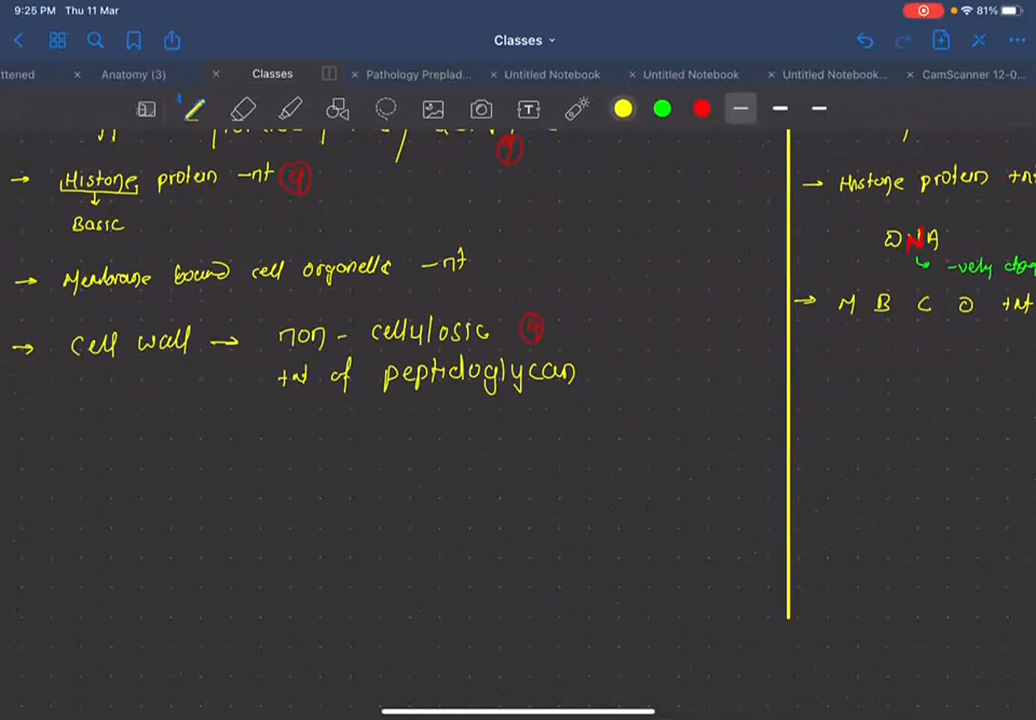 9:25 PM Thu 11 Mar
81%
Classes
ttened
Anatomy (3)
Classes
Pathology Preplad...
Untitled Notebook
Untitled Notebook
Untitled Notebook...
CamScanner 12-0...
→ Histone protein -nt
Basic
→ Membrane bound cell organelle -nt
→ Cell wall → non - cellulosic
+nt of peptidoglycan
→ Histone protein +n
DNA
-vely
→ M B C O +nt